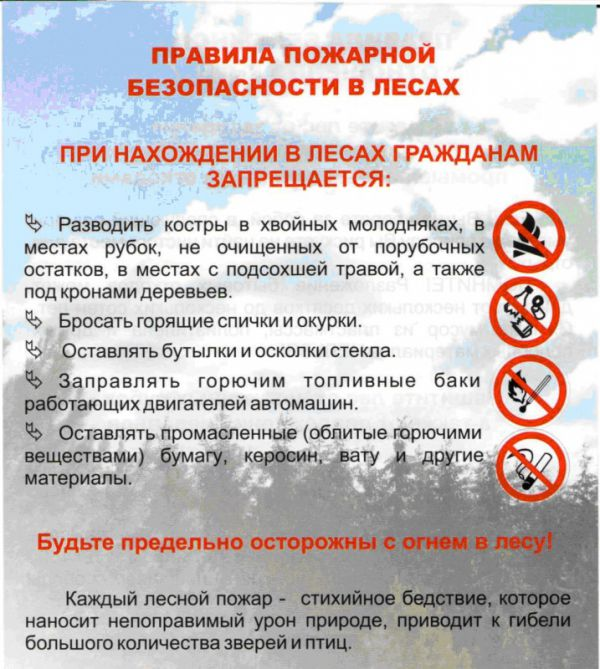 ПРАВИЛА ПОЖАРНОЙ
БЕЗОПАСНОСТИ В ЛЕСАХ
ПРИ НАХОЖДЕНИИ В ЛЕСАХ ГРАЖДАНАМ
ЗАПРЕЩАЕТСЯ:
Разводить костры в хвойных молодняках, в
местах рубок, не очищенных от порубочных
остатков, в местах с подсохшей травой, а также
под кронами деревьев.
Бросать горящие спички и окурки.
Оставлять бутылки и осколки стекла.
Заправлять горючим топливные баки
работающих двигателей автомашин.
Оставлять промасленные (облитые горючими
веществами) бумагу, керосин, вату и другие
материалы.
Будьте предельно осторожны с огнем в лесу!
Каждый лесной пожар - стихийное бедствие, которое
наносит непоправимый урон природе, приводит к гибели
большого количества зверей и птиц.